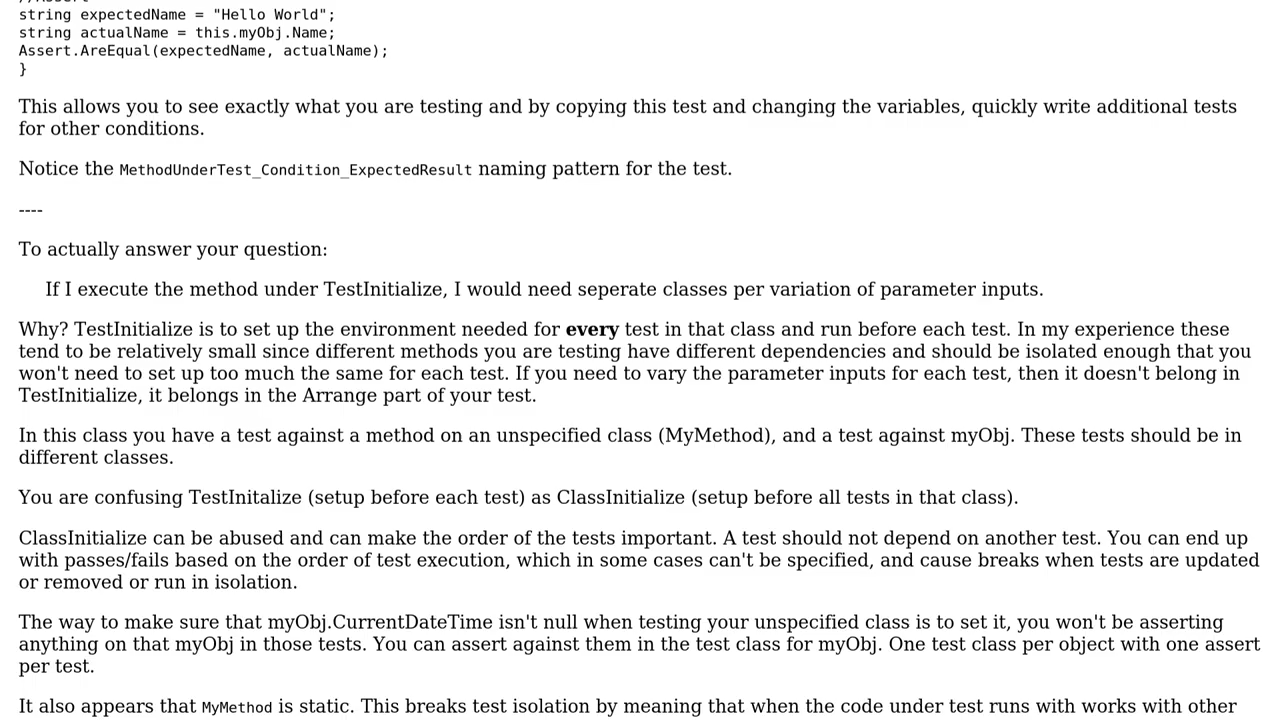 string expectedName = "Hello World";
string actualName = this.myObj.Name;
Assert.AreEqual(expectedName, actualName);
}
This allows you to see exactly what you are testing and by copying this test and changing the variables, quickly write additional tests
for other conditions.
Notice the MethodUnderTest_Condition_ExpectedResult naming pattern for the test.
----
To actually answer your question:
If I execute the method under TestInitialize, I would need seperate classes per variation of parameter inputs.
Why? TestInitialize is to set up the environment needed for every test in that class and run before each test. In my experience these
tend to be relatively small since different methods you are testing have different dependencies and should be isolated enough that you
won't need to set up too much the same for each test. If you need to vary the parameter inputs for each test, then it doesn't belong in
TestInitialize, it belongs in the Arrange part of your test.
In this class you have a test against a method on an unspecified class (MyMethod), and a test against myObj. These tests should be in
different classes.
You are confusing TestInitalize (setup before each test) as ClassInitialize (setup before all tests in that class).
ClassInitialize can be abused and can make the order of the tests important. A test should not depend on another test. You can end up
with passes/fails based on the order of test execution, which in some cases can't be specified, and cause breaks when tests are updated
or removed or run in isolation.
The way to make sure that myObj.CurrentDateTime isn't null when testing your unspecified class is to set it, you won't be asserting
anything on that myObj in those tests. You can assert against them in the test class for myObj. One test class per object with one assert
per test.
It also appears that MyMethod is static. This breaks test isolation by meaning that when the code under test runs with works with other